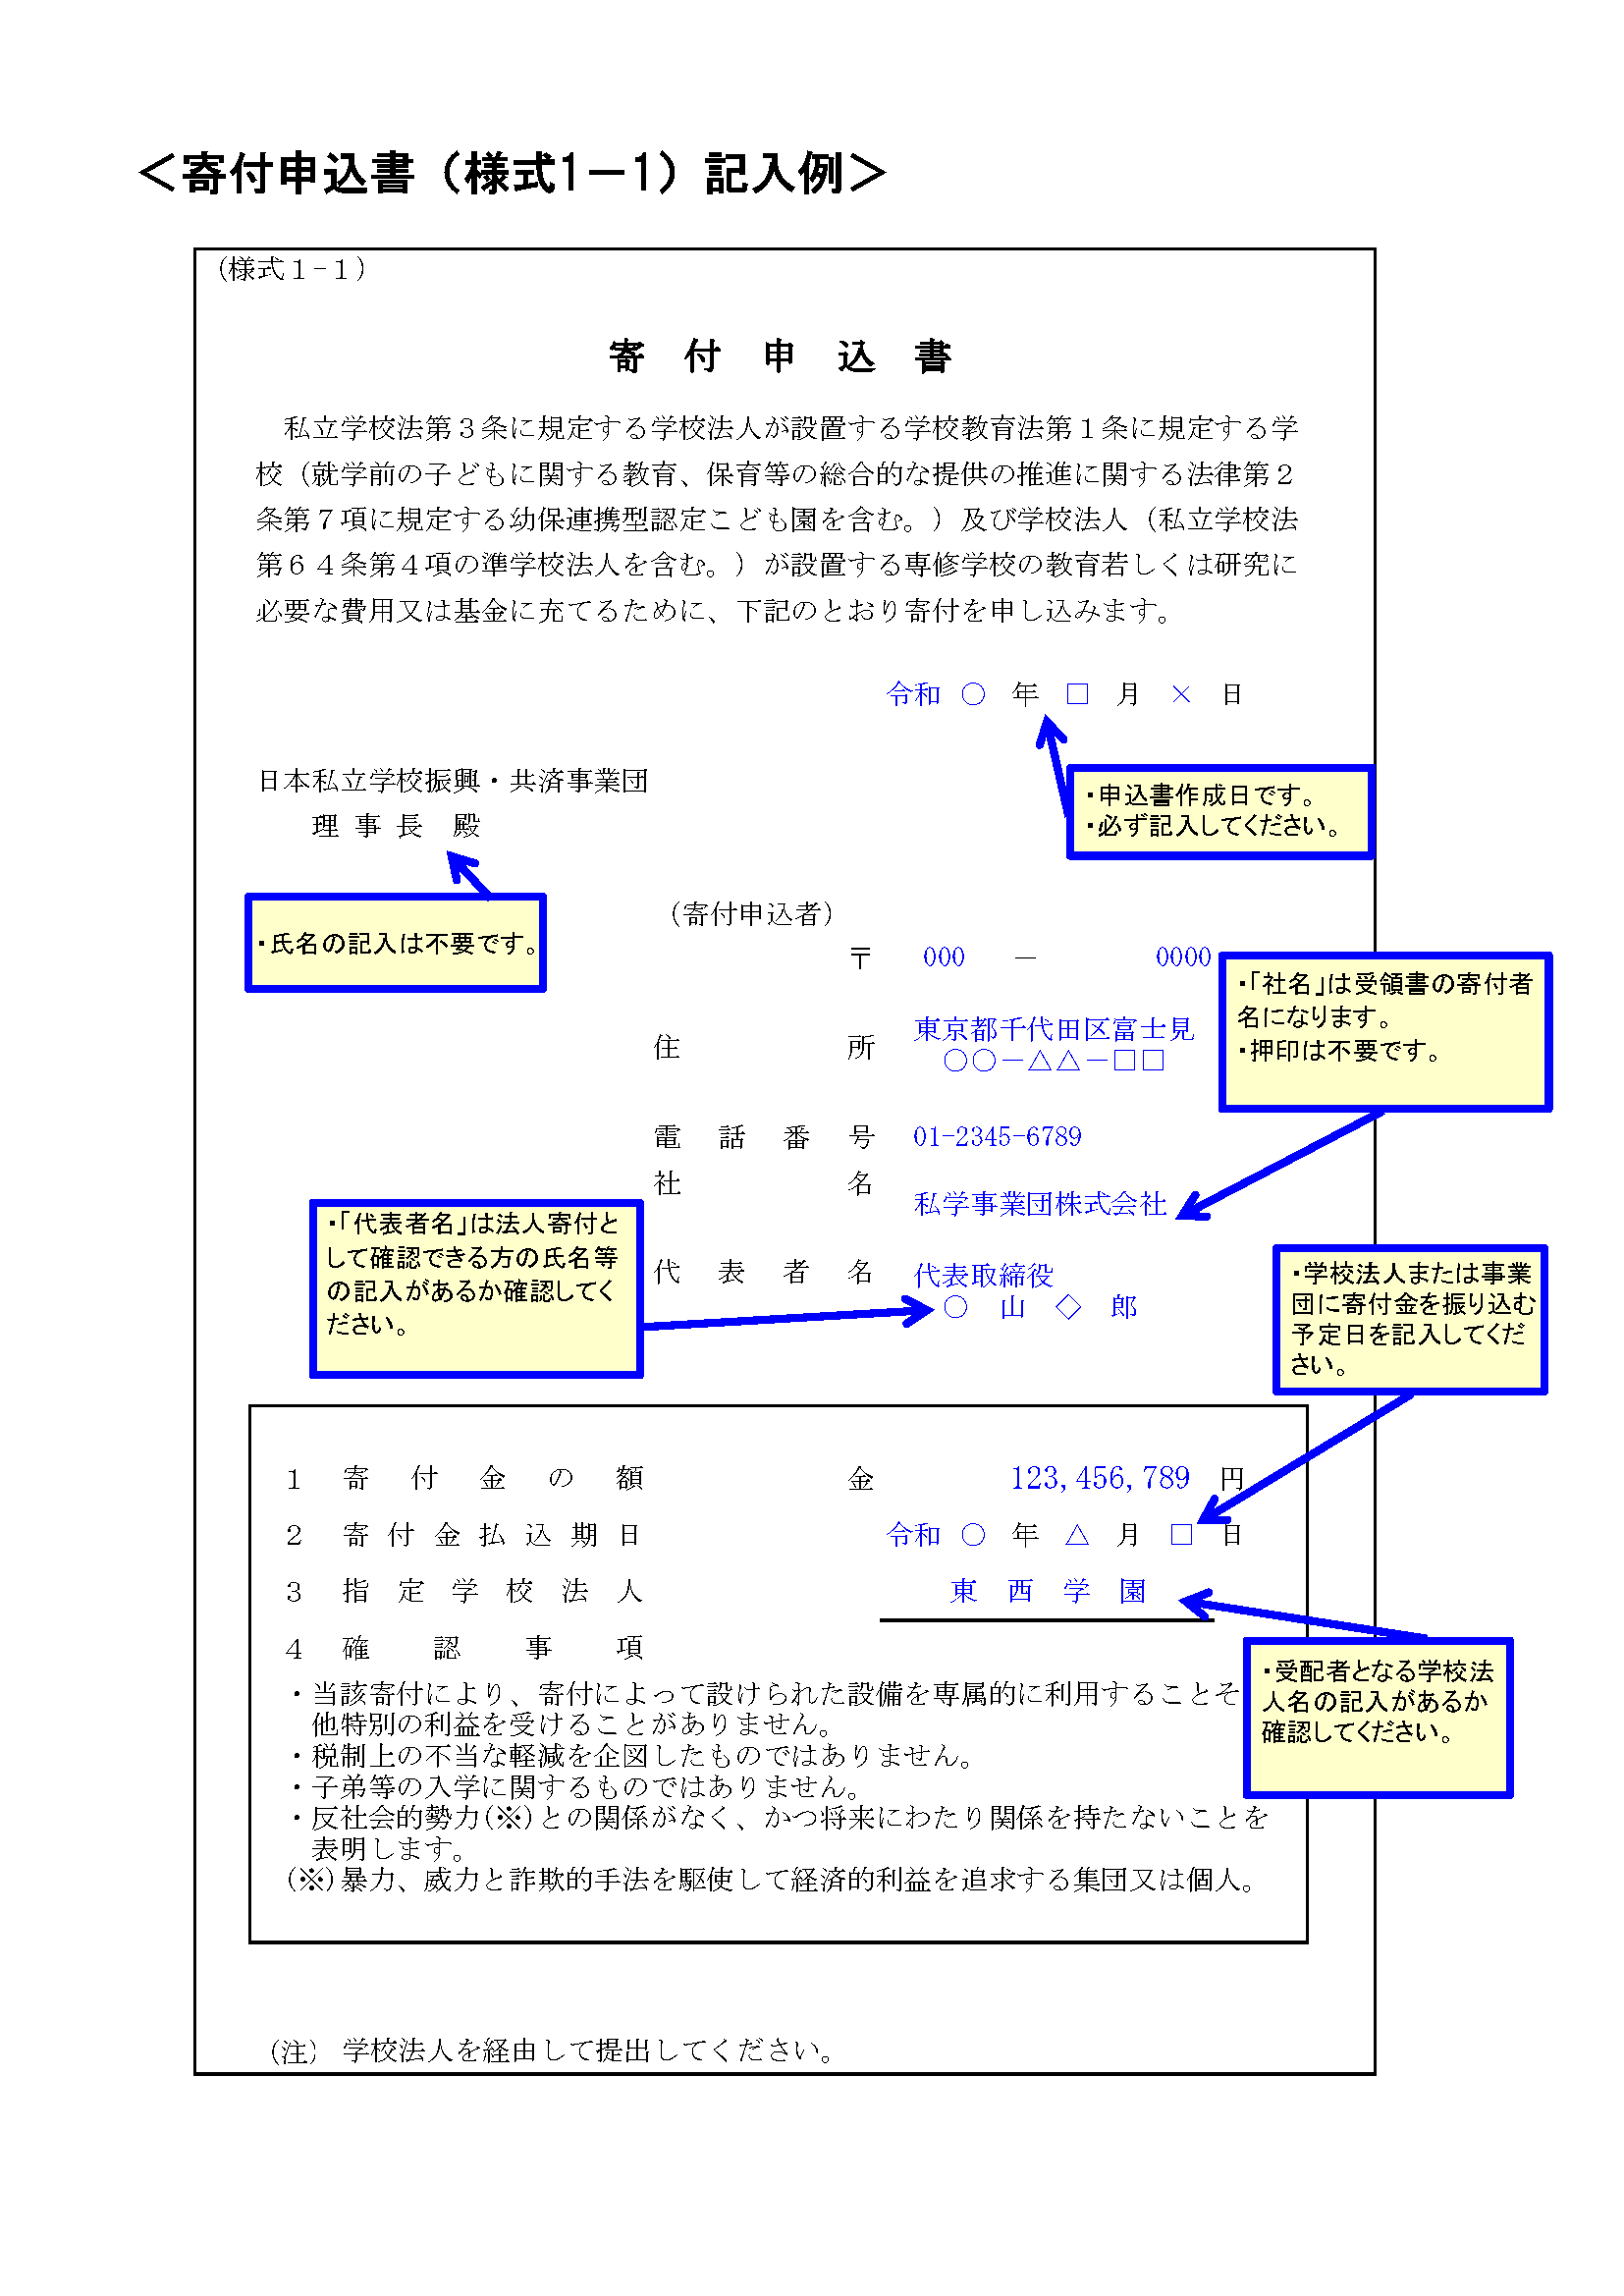 ＜寄付申込書（様式1－1）記入例＞
（様式１－１）
寄　付　申　込　書
私立学校法第３条に規定する学校法人が設置する学校教育法第１条に規定する学
校（就学前の子どもに関する教育、保育等の総合的な提供の推進に関する法律第２
条第７項に規定する幼保連携型認定こども園を含む。）及び学校法人（私立学校法
第６４条第４項の準学校法人を含む。）が設置する専修学校の教育若しくは研究に
必要な費用又は基金に充てるために、下記のとおり寄付を申し込みます。
令和　○　年　□　月　×　日
・申込書作成日です。
・必ず記入してください。
日本私立学校振興・共済事業団
理 事 長　殿
・氏名の記入は不要です。
（寄付申込者）
〒　000　－　0000
・「社名」は受領書の寄付者
名になります。
・押印は不要です。
住　所　東京都千代田区富士見
○○－△△－□□
電　話　番　号　01-2345-6789
社　名　私学事業団株式会社
・「代表者名」は法人寄付と
して確認できる方の氏名等
の記入があるか確認してく
ださい。
代　表　者　名　代表取締役
○　山　◇　郎
・学校法人または事業
団に寄付金を振り込む
予定日を記入してくだ
さい。
１　寄　付　金　の　額　金　123,456,789　円
２　寄 付 金 払 込 期 日　令和　○　年　△　月　□　日
３　指 定 学 校 法 人　東　西　学　園
４　確　認　事　項
・受配者となる学校法
人名の記入があるか
確認してください。
・当該寄付により、寄付によって設けられた設備を専属的に利用することそ
他特別の利益を受けることがありません。
・税制上の不当な軽減を企図したものではありません。
・子弟等の入学に関するものではありません。
・反社会的勢力(※)との関係がなく、かつ将来にわたり関係を持たないことを
表明します。
(※)暴力、威力と詐欺的手法を駆使して経済的利益を追求する集団又は個人。
（注）　学校法人を経由して提出してください。